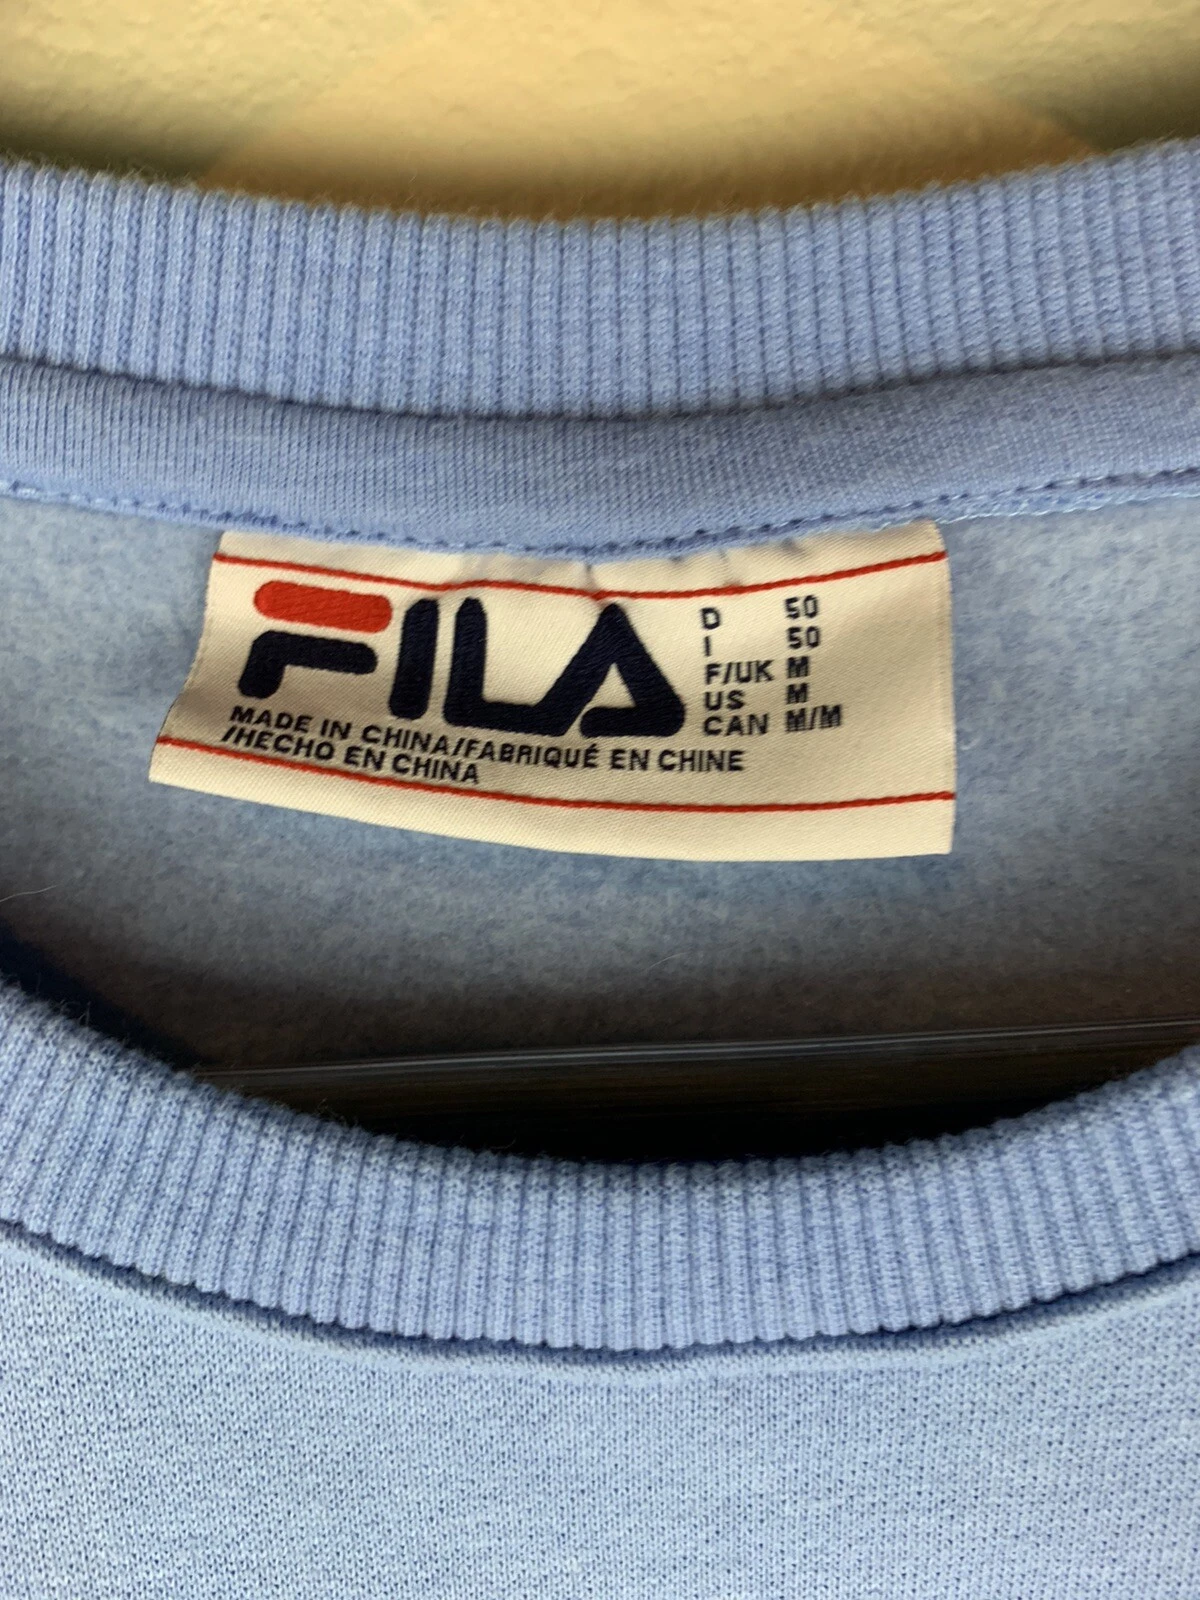 FILA
D 50
I 50
F/UK M
US M
CAN M/M
MADE IN CHINA/FABRIQUÉ EN CHINE
/HECHO EN CHINA